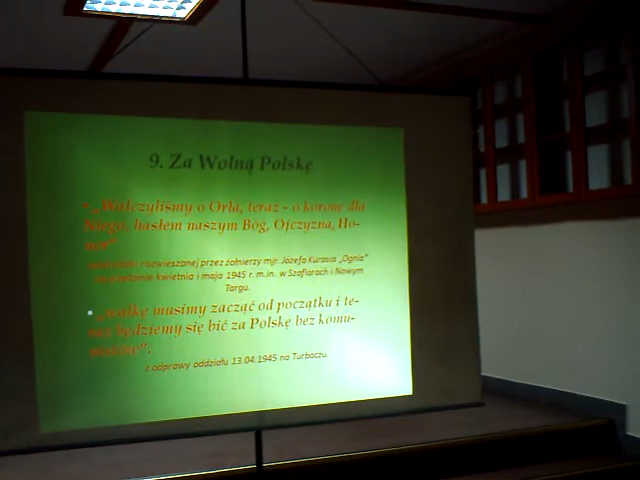 9. Za Wolną Polskę
• „Walczyliśmy o Orła, teraz - o koronę dla
Niego, hasłem naszym Bóg, Ojczyzna, Ho-
nor”
rozwieszanej przez żołnierzy mjr. Józefa Kurasia „Ognia”
na przełomie kwietnia i maja 1945 r. m.in. w Szaflarach i Nowym
Targu.
• „walkę musimy zacząć od początku i te-
raz będziemy się bić za Polskę bez komu-
nistów”.
z odprawy oddziału 13.04.1945 na Turbaczu